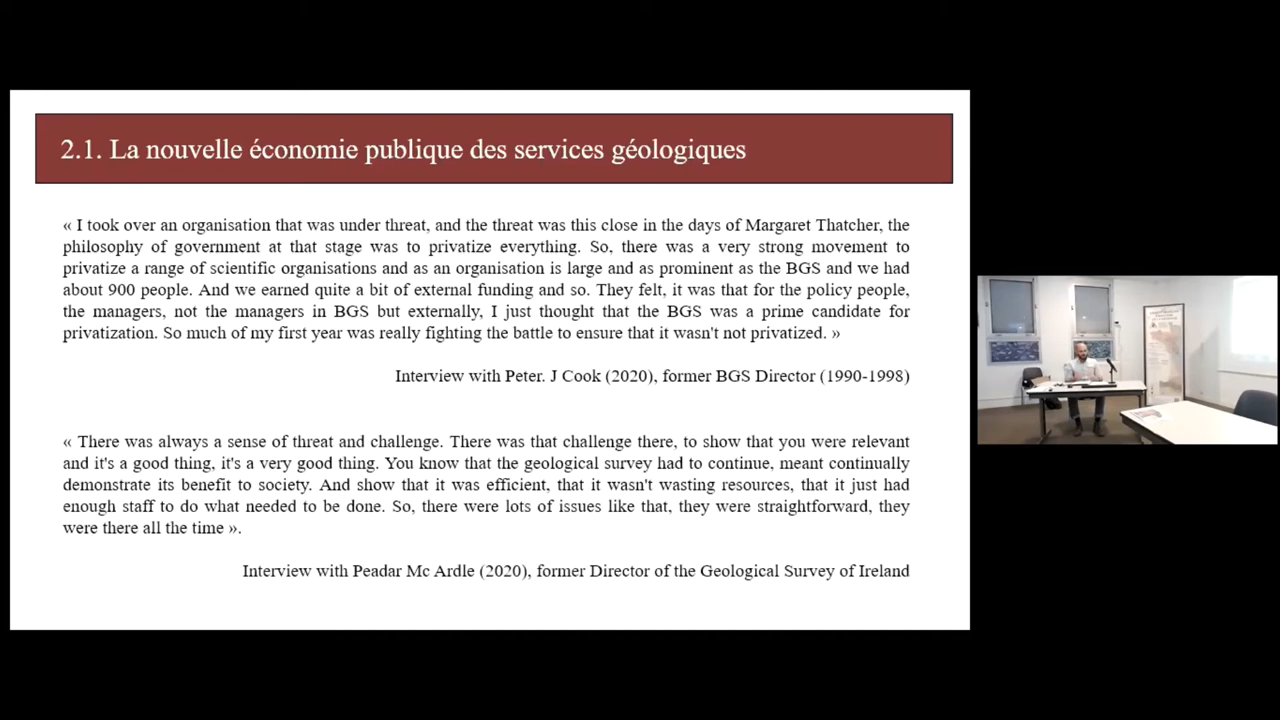 2.1. La nouvelle économie publique des services géologiques
« I took over an organisation that was under threat, and the threat was this close in the days of Margaret Thatcher, the
philosophy of government at that stage was to privatize everything. So, there was a very strong movement to
privatize a range of scientific organisations and as an organisation is large and as prominent as the BGS and we had
about 900 people. And we earned quite a bit of external funding and so. They felt, it was that for the policy people,
the managers, not the managers in BGS but externally, I just thought that the BGS was a prime candidate for
privatization. So much of my first year was really fighting the battle to ensure that it wasn't not privatized. »
Interview with Peter. J Cook (2020), former BGS Director (1990-1998)
« There was always a sense of threat and challenge. There was that challenge there, to show that you were relevant
and it's a good thing, it's a very good thing. You know that the geological survey had to continue, meant continually
demonstrate its benefit to society. And show that it was efficient, that it wasn't wasting resources, that it just had
enough staff to do what needed to be done. So, there were lots of issues like that, they were straightforward, they
were there all the time ».
Interview with Peadar Mc Ardle (2020), former Director of the Geological Survey of Ireland